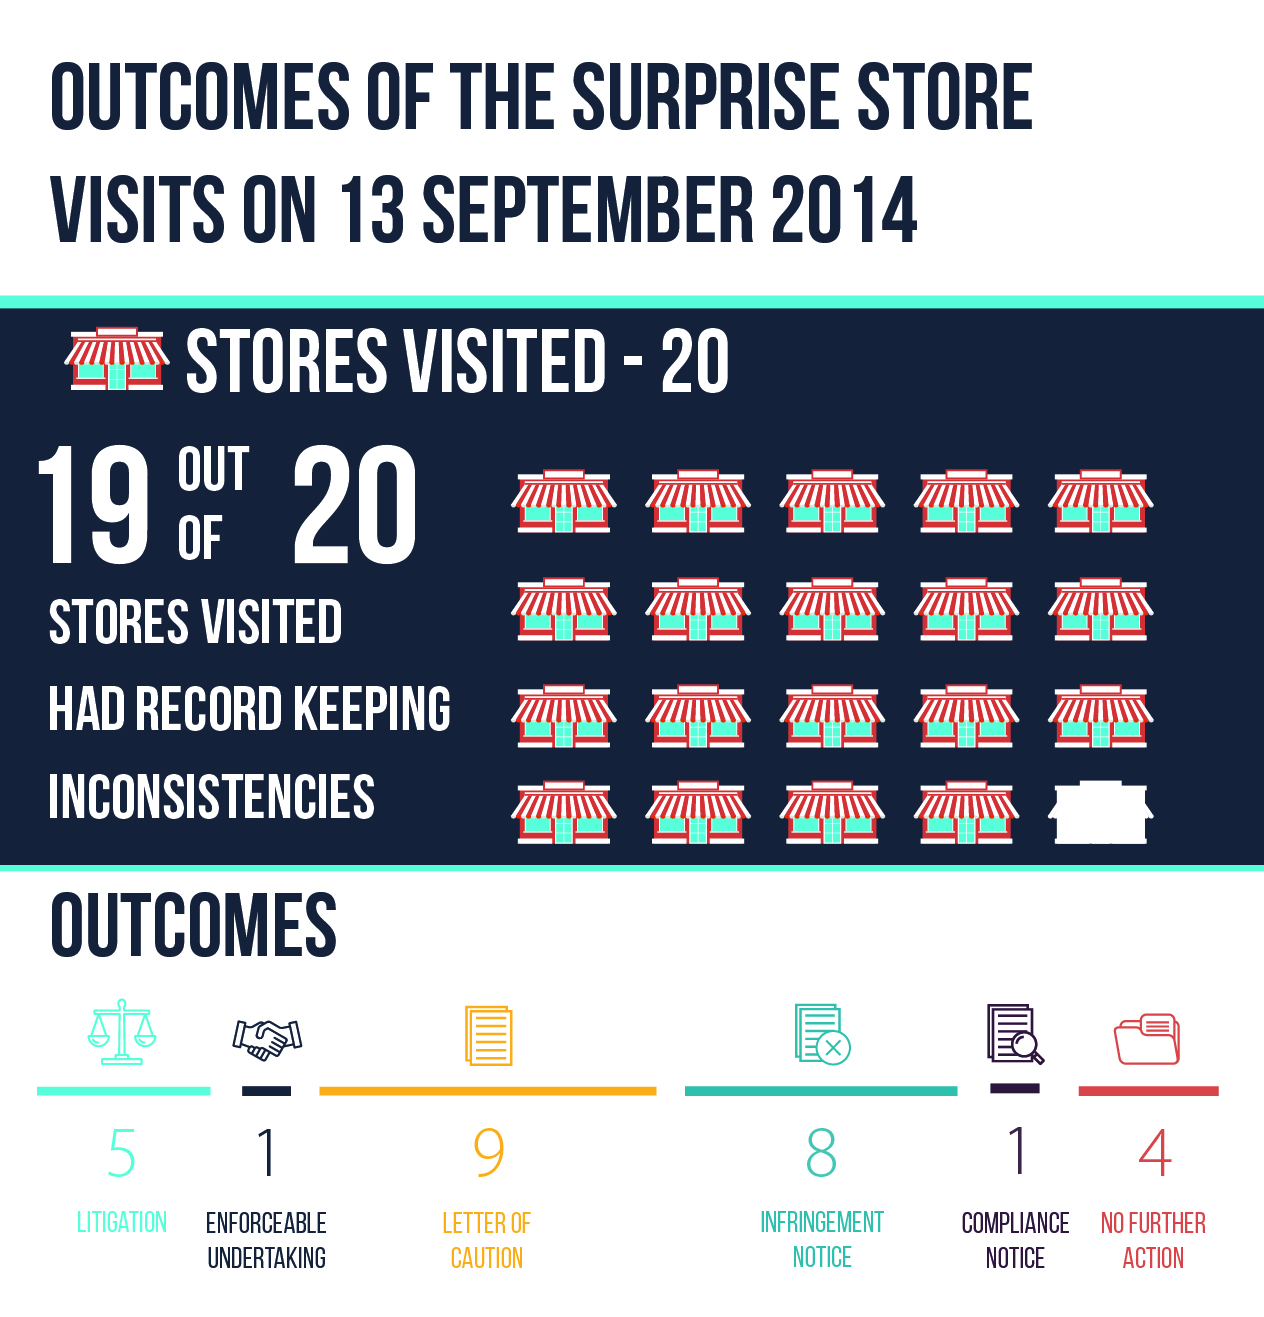 OUTCOMES OF THE SURPRISE STORE
VISITS ON 13 SEPTEMBER 2014
STORES VISITED - 20
19 OUT OF 20
STORES VISITED
HAD RECORD KEEPING
INCONSISTENCIES
OUTCOMES
5
LITIGATION
1
ENFORCEABLE
UNDERTAKING
9
LETTER OF
CAUTION
8
INFRINGEMENT
NOTICE
1
COMPLIANCE
NOTICE
4
NO FURTHER
ACTION